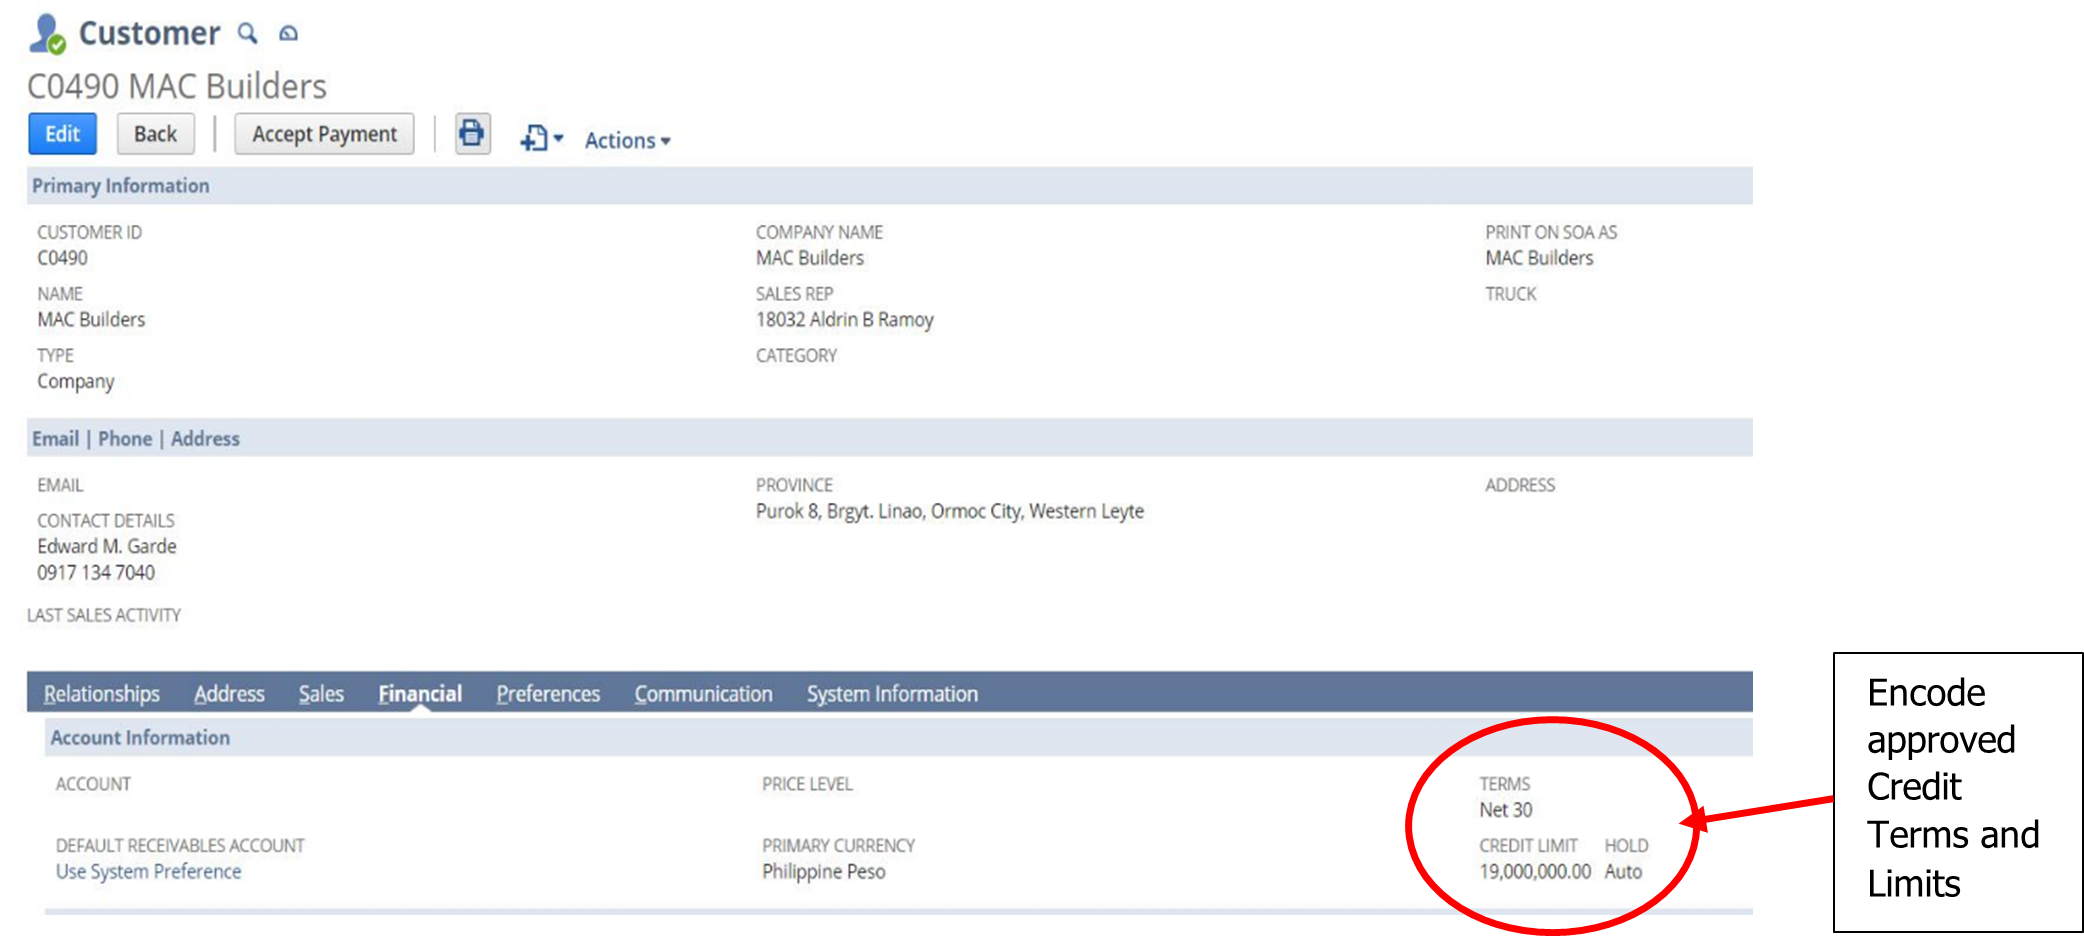 Customer
C0490 MAC Builders
Edit Back Accept Payment Actions
Primary Information
CUSTOMER ID COMPANY NAME PRINT ON SOA AS
C0490 MAC Builders MAC Builders
NAME SALES REP TRUCK
MAC Builders 18032 Aldrin B Ramoy
TYPE CATEGORY
Company
Email | Phone | Address
EMAIL PROVINCE ADDRESS
Purok 8, Brgyt. Linao, Ormoc City, Western Leyte
CONTACT DETAILS
Edward M. Garde
0917 134 7040
LAST SALES ACTIVITY
Relationships Address Sales Financial Preferences Communication System Information
Account Information
ACCOUNT PRICE LEVEL TERMS
Net 30
DEFAULT RECEIVABLES ACCOUNT PRIMARY CURRENCY CREDIT LIMIT HOLD
Use System Preference Philippine Peso 19,000,000.00 Auto
Encode
approved
Credit
Terms and
Limits